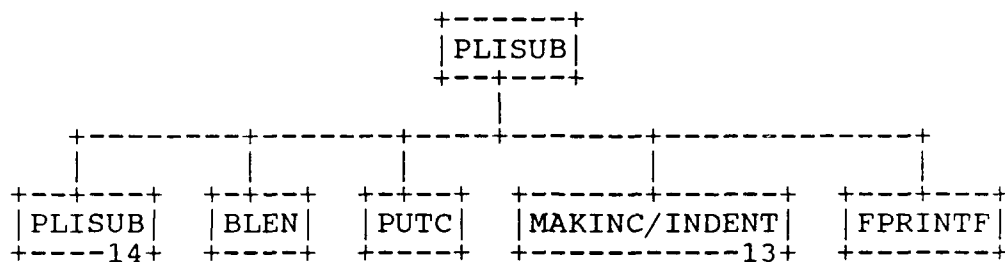 +------+
|PLISUB|
+--+---+
|
+-------+------+----+------+-----------+
| | | | |
+--+---+ +-+--+ +-+--+ +------+------+ +---+---+
|PLISUB| |BLEN| |PUTC| |MAKINC/INDENT| |FPRINTF|
+----14+ +----+ +----+ +-----------13+ +-------+